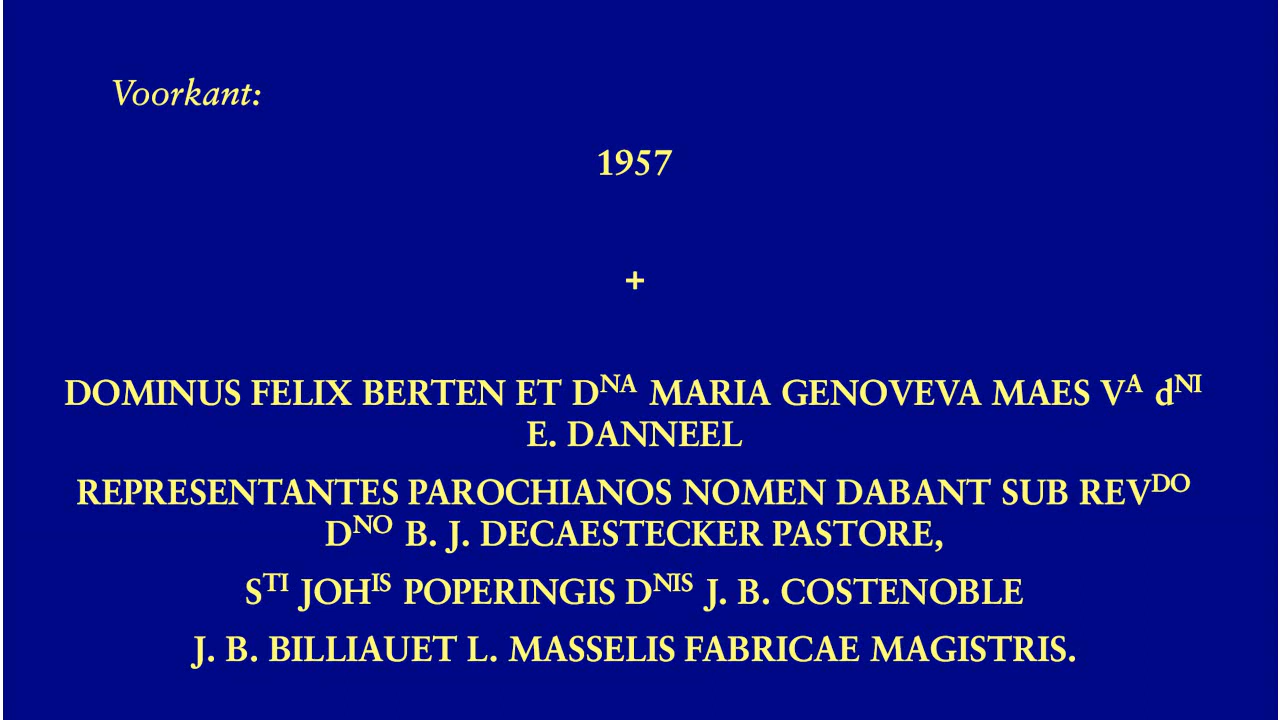 Voorkant:
1957
+
DOMINUS FELIX BERTEN ET Dᴺᴬ MARIA GENOVEVA MAES Vᴬ dᴺᴵ
E. DANNEEL
REPRESENTANTES PAROCHIANOS NOMEN DABANT SUB REVᴰᴼ
Dᴺᴼ B. J. DECAESTECKER PASTORE,
Sᵀᴵ JOHᴵˢ POPERINGIS Dᴺᴵˢ J. B. COSTENOBLE
J. B. BILLIAUET L. MASSELIS FABRICAE MAGISTRIS.